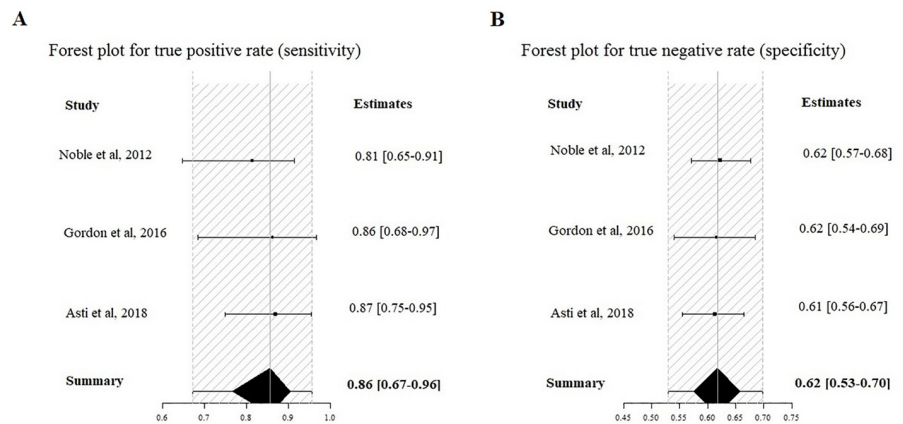 A
Forest plot for true positive rate (sensitivity)
Study Estimates
Noble et al, 2012 0.81 [0.65-0.91]
Gordon et al, 2016 0.86 [0.68-0.97]
Asti et al, 2018 0.87 [0.75-0.95]
Summary 0.86 [0.67-0.96]
0.6 0.7 0.8 0.9 1.0
B
Forest plot for true negative rate (specificity)
Study Estimates
Noble et al, 2012 0.62 [0.57-0.68]
Gordon et al, 2016 0.62 [0.54-0.69]
Asti et al, 2018 0.61 [0.56-0.67]
Summary 0.62 [0.53-0.70]
0.45 0.50 0.55 0.60 0.65 0.70 0.75